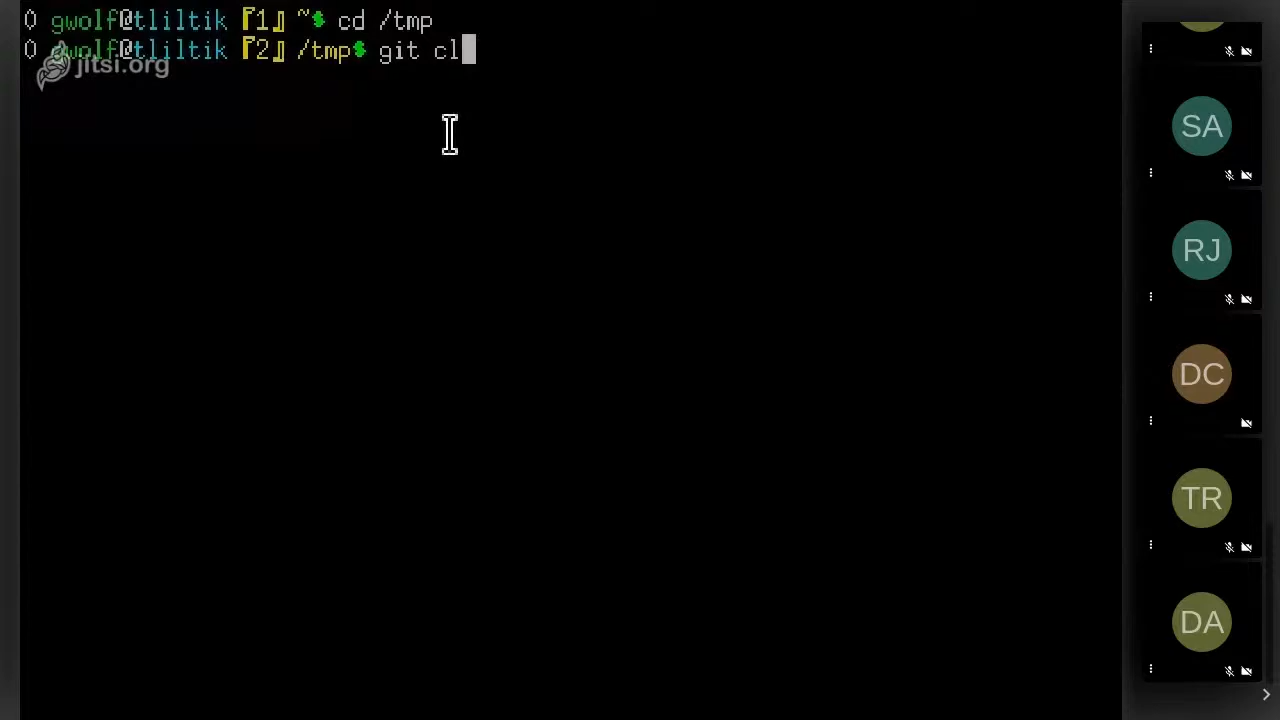 0 gwolf@tliltik『1』~$ cd /tmp
0 gwolf@tliltik『2』/tmp$ git cl
jitsi.org
SA
RJ
DC
TR
DA